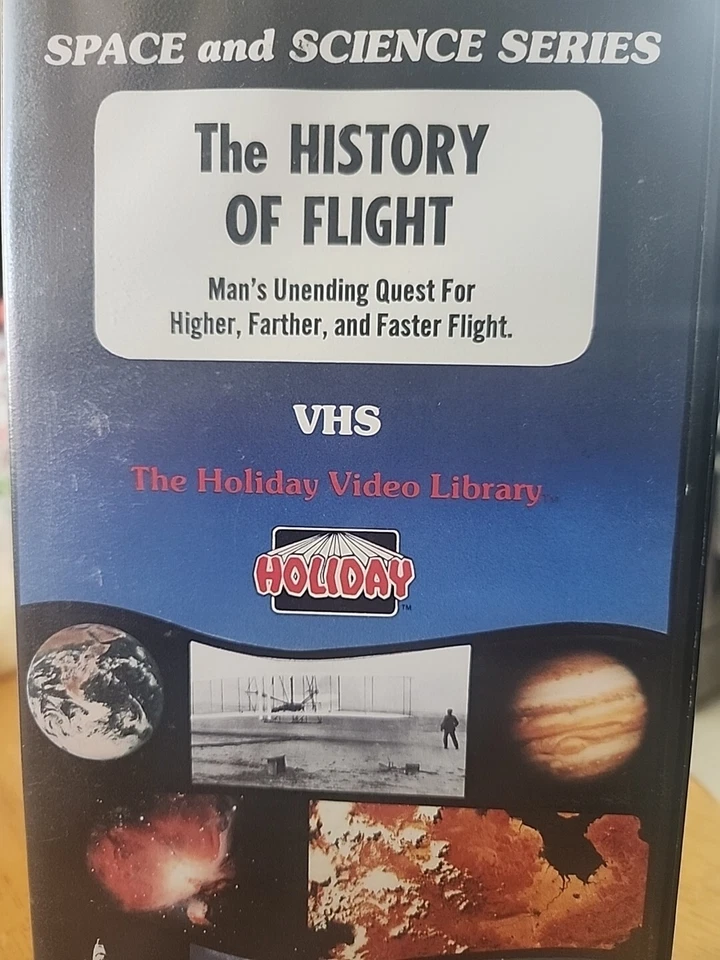 SPACE and SCIENCE SERIES
The HISTORY
OF FLIGHT
Man's Unending Quest For
Higher, Farther, and Faster Flight.
VHS
The Holiday Video Library
HOLIDAY
TM